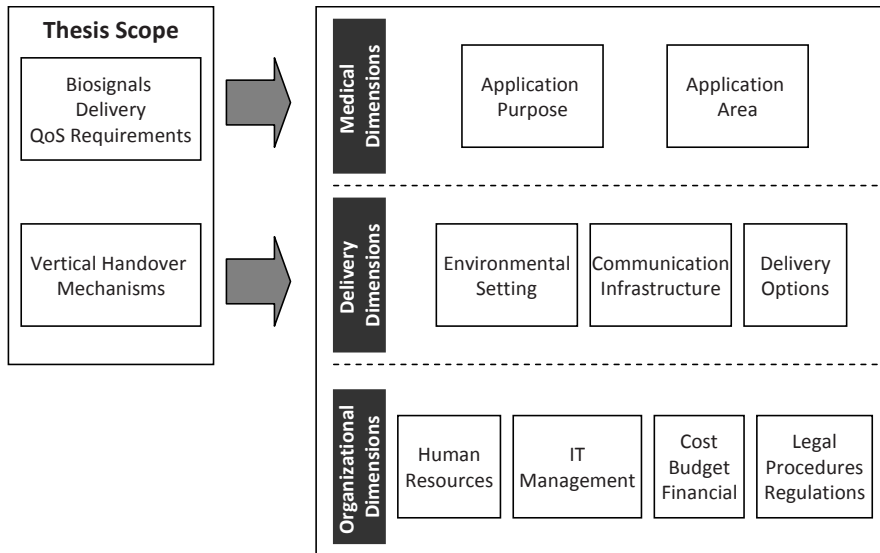 Thesis Scope
Biosignals
Delivery
QoS Requirements
Vertical Handover
Mechanisms
Medical
Dimensions
Application
Purpose
Application
Area
Delivery
Dimensions
Environmental
Setting
Communication
Infrastructure
Delivery
Options
Organizational
Dimensions
Human
Resources
IT
Management
Cost
Budget
Financial
Legal
Procedures
Regulations